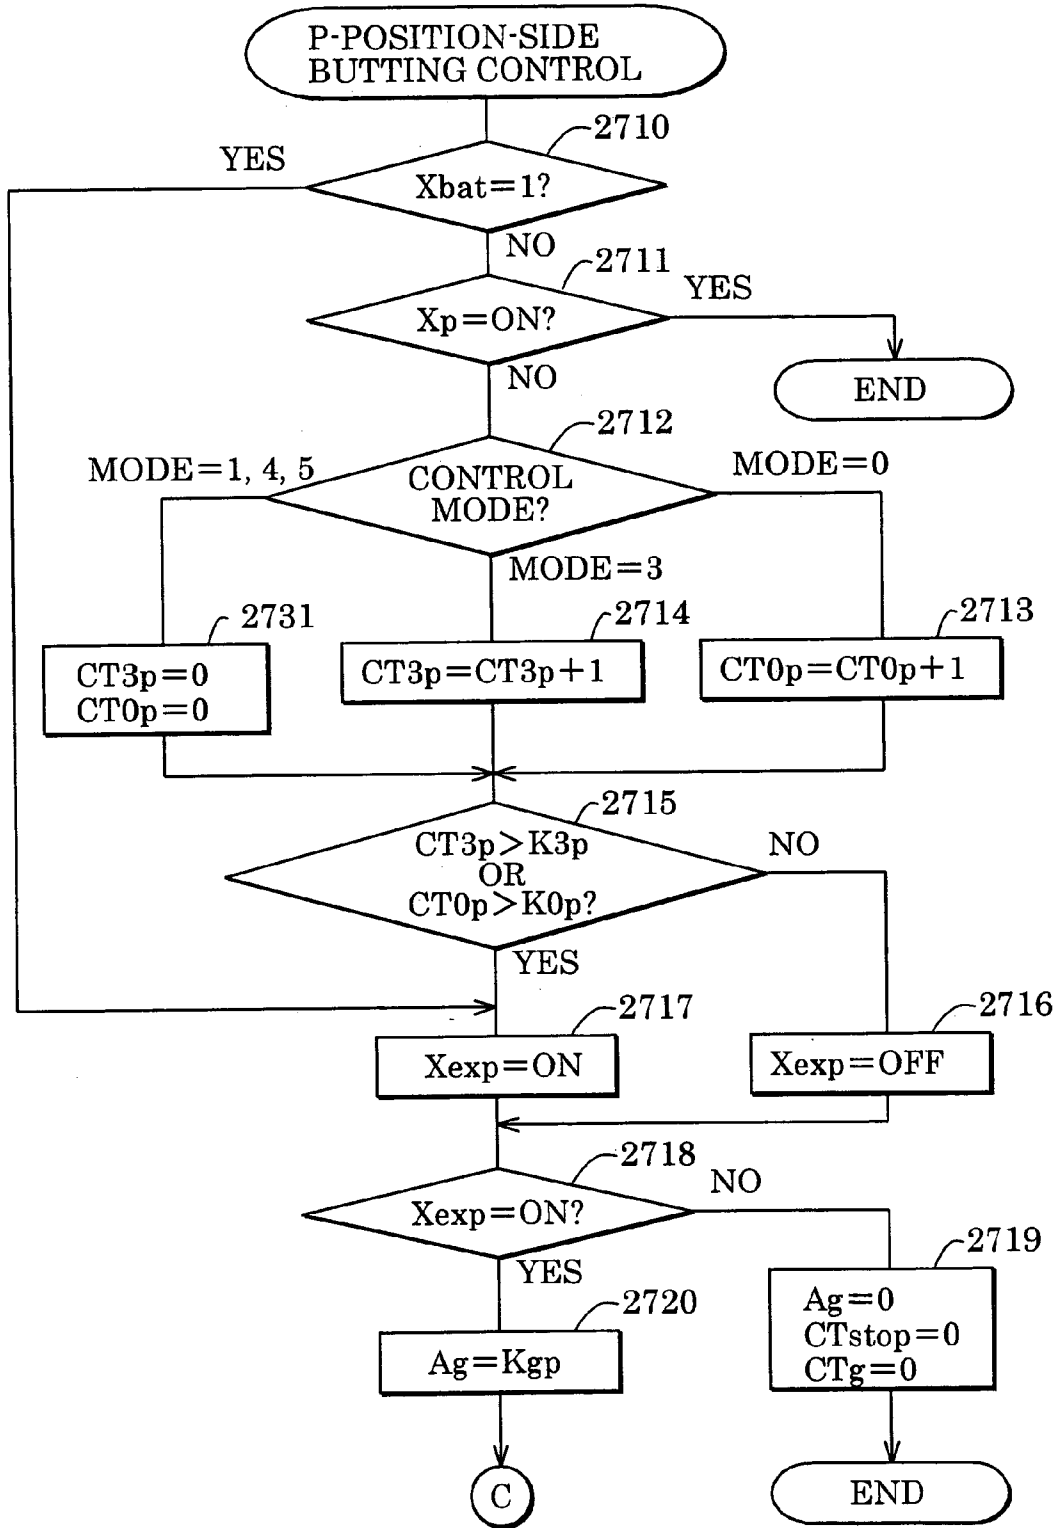 P-POSITION-SIDE
BUTTING CONTROL
2710
YES
Xbat=1?
NO
2711
YES
Xp=ON?
NO
END
2712
MODE=1, 4, 5
CONTROL
MODE?
MODE=0
MODE=3
2731
2714
2713
CT3p=0
CT0p=0
CT3p=CT3p+1
CT0p=CT0p+1
2715
CT3p>K3p
OR
CT0p>K0p?
NO
YES
2717
2716
Xexp=ON
Xexp=OFF
2718
NO
Xexp=ON?
YES
2719
2720
Ag=0
CTstop=0
CTg=0
Ag=Kgp
C
END